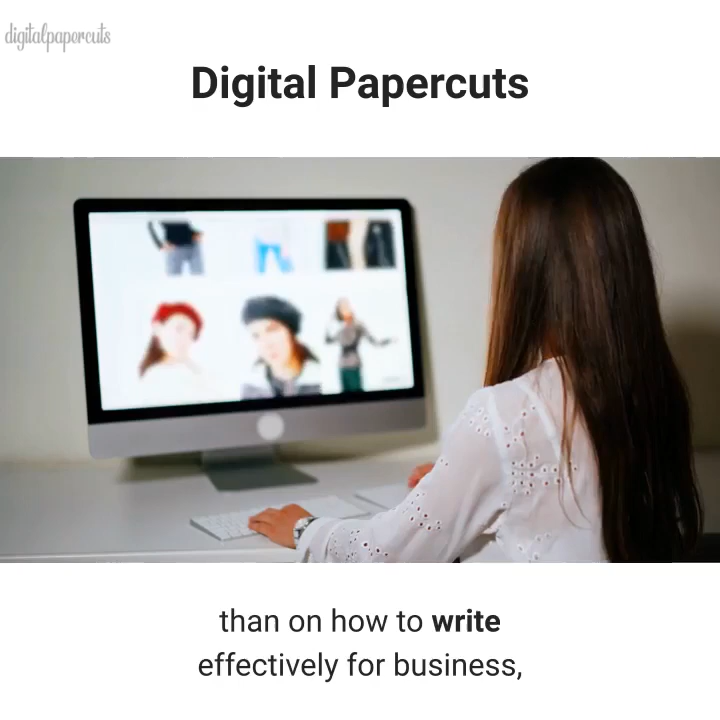 digitalpapercuts
Digital Papercuts
than on how to write
effectively for business,